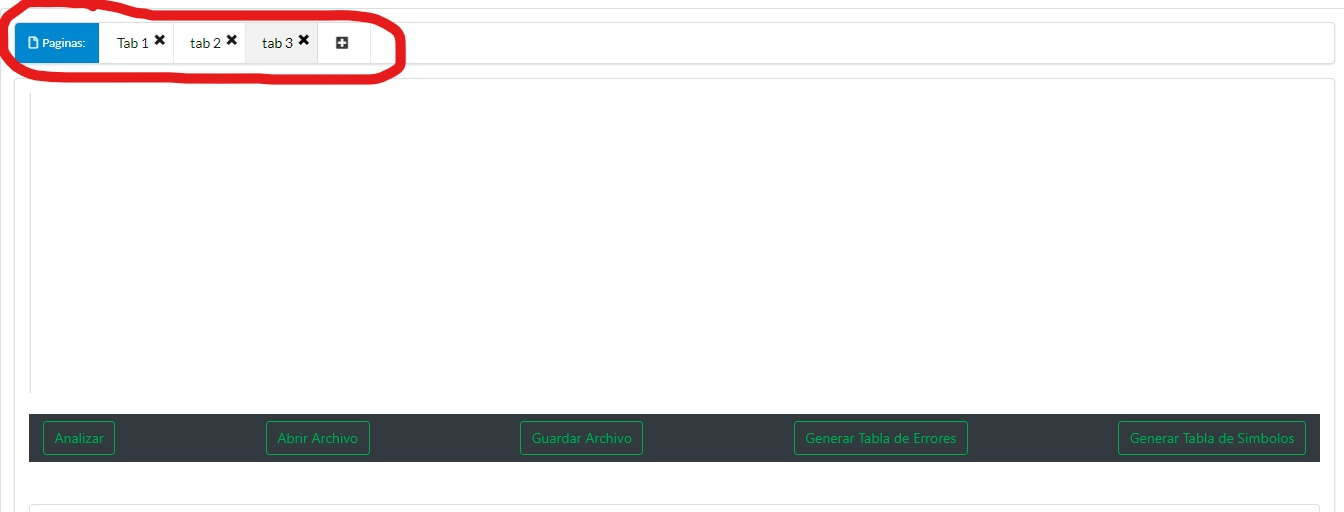 Paginas: Tab 1 tab 2 tab 3
Analizar Abrir Archivo Guardar Archivo Generar Tabla de Errores Generar Tabla de Simbolos